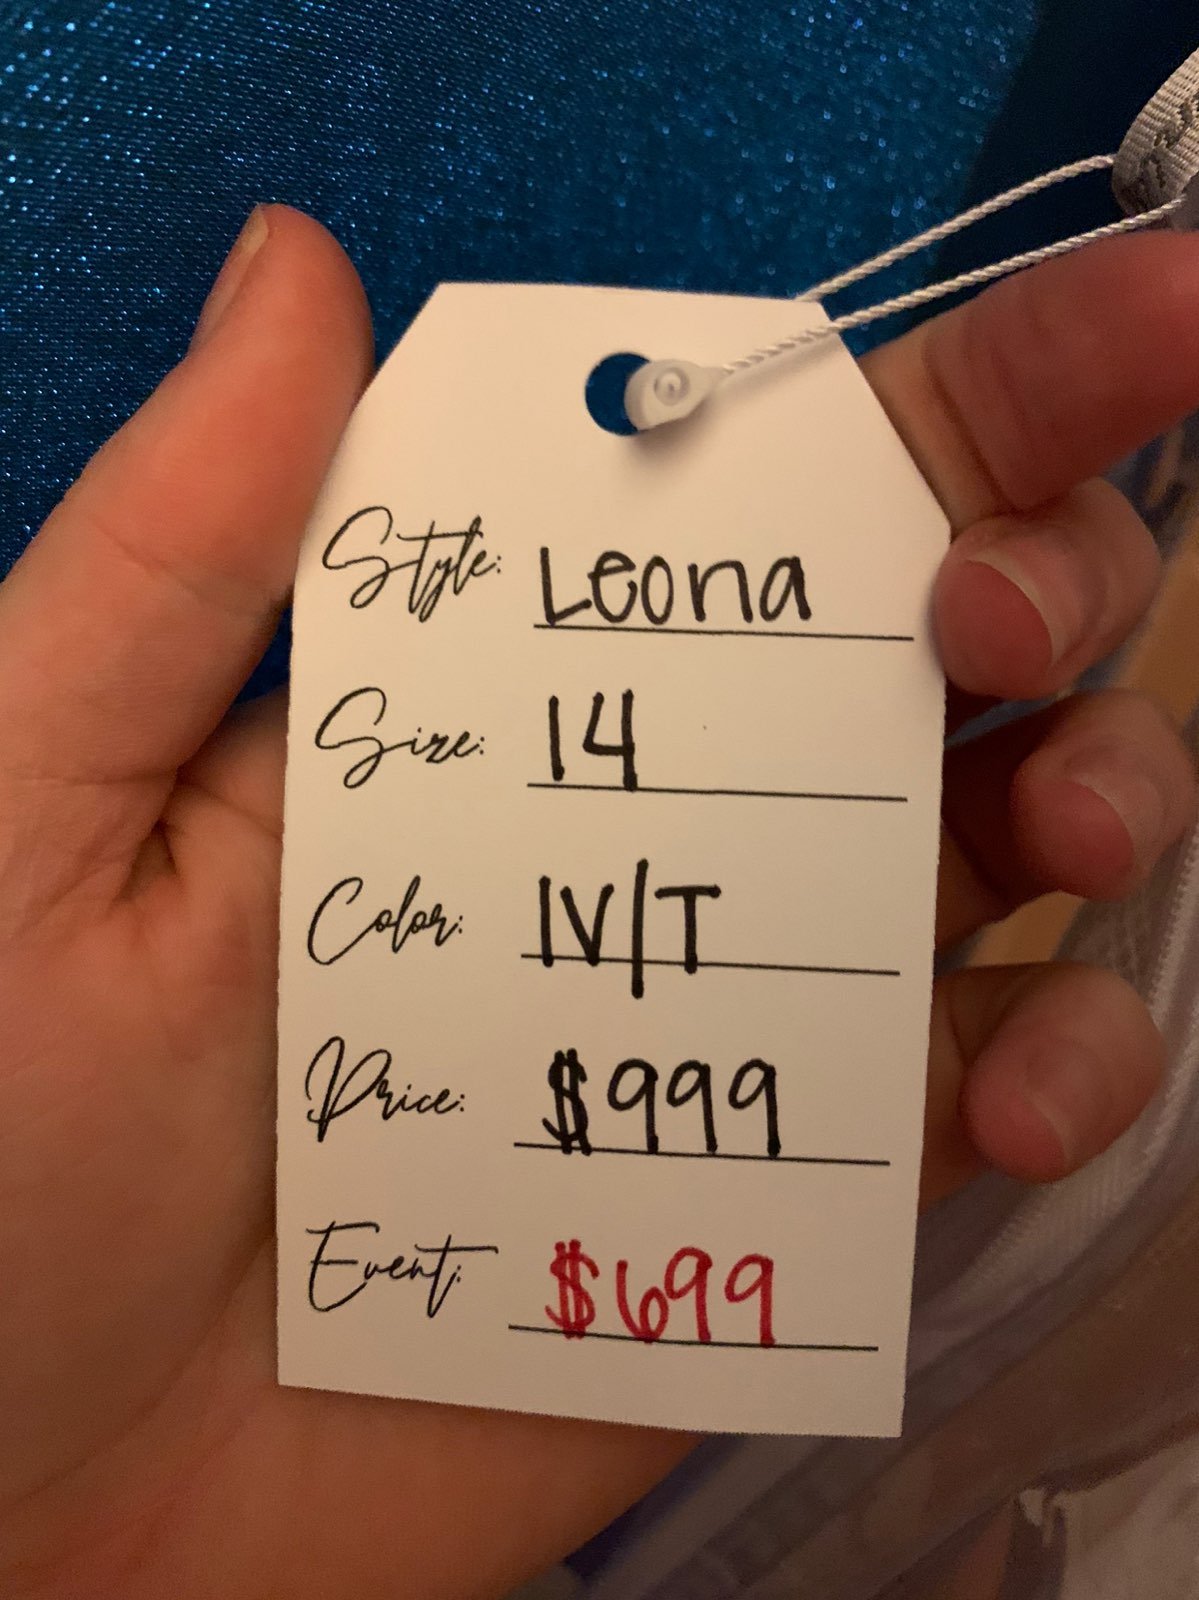 Style: Leona
Size: 14
Color: IV/T
Price: $999
Event: $699